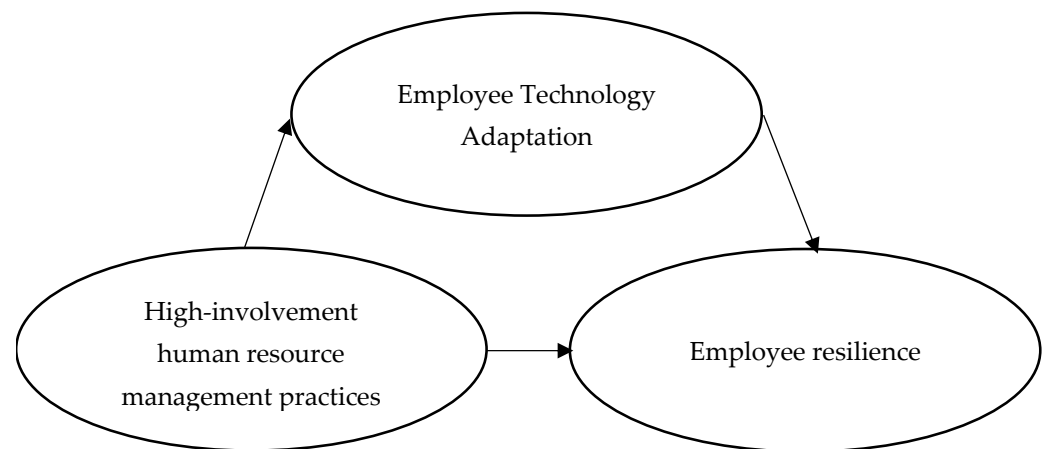 Employee Technology
Adaptation
High-involvement
human resource
management practices
Employee resilience